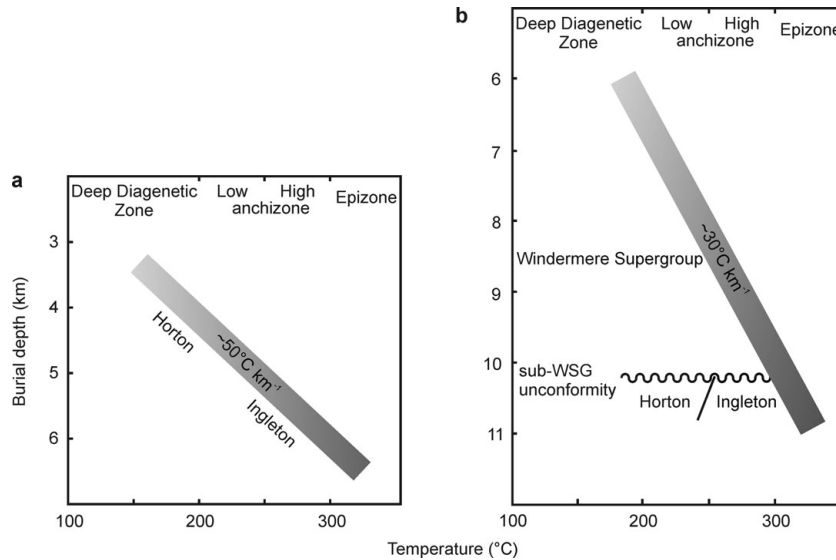 a
Deep Diagenetic Low High Epizone
Zone anchizone
3
4
5
6
Burial depth (km)
Horton
~50°C km⁻¹
Ingleton
100 200 300
b
Deep Diagenetic Low High Epizone
Zone anchizone
6
7
8
9
10
11
Windermere Supergroup
~30°C km⁻¹
sub-WSG
unconformity
Horton Ingleton
100 200 300
Temperature (°C)